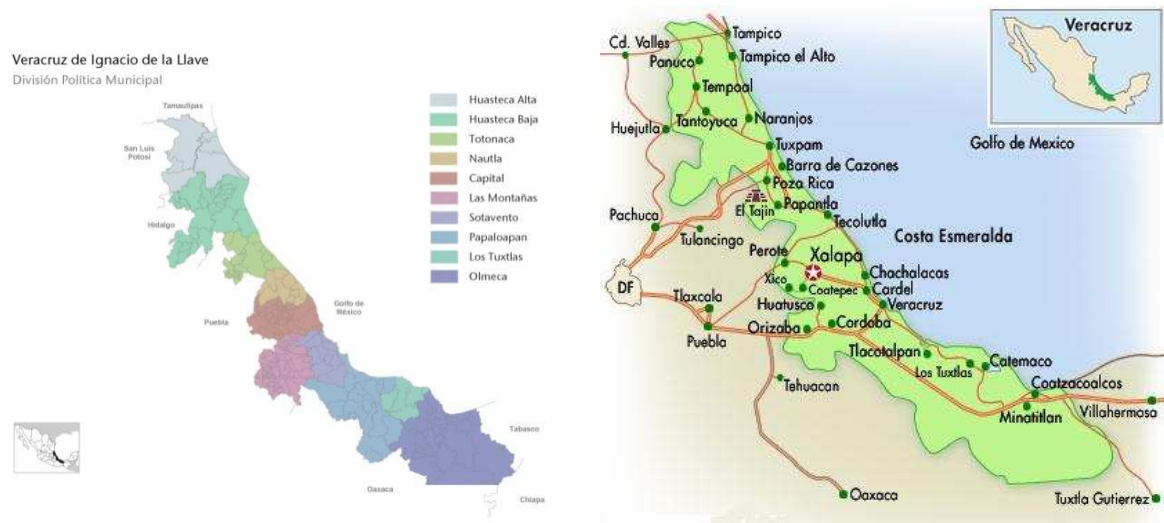 Veracruz de Ignacio de la Llave
División Política Municipal
Tamaulipas
San Luis
Potosí
Hidalgo
Puebla
Golfo de
México
Tabasco
Oaxaca
Chiapa
Huasteca Alta
Huasteca Baja
Totonaca
Nautla
Capital
Las Montañas
Sotavento
Papaloapan
Los Tuxtlas
Olmeca
Veracruz
Golfo de Mexico
Costa Esmeralda
Cd. Valles
Tampico
Panuco
Tampico el Alto
Tempoal
Tantoyuca
Naranjos
Huejutla
Tuxpam
Barra de Cazones
Poza Rica
El Tajin
Papantla
Pachuca
Tecolutla
Tulancingo
Perote
Xalapa
Chachalacas
DF
Xico
Coatepec
Cardel
Tlaxcala
Huatusco
Veracruz
Puebla
Orizaba
Cordoba
Tlacotalpan
Los Tuxtlas
Catemaco
Tehuacan
Coatzacoalcos
Minatitlan
Villahermosa
Oaxaca
Tuxtla Gutierrez